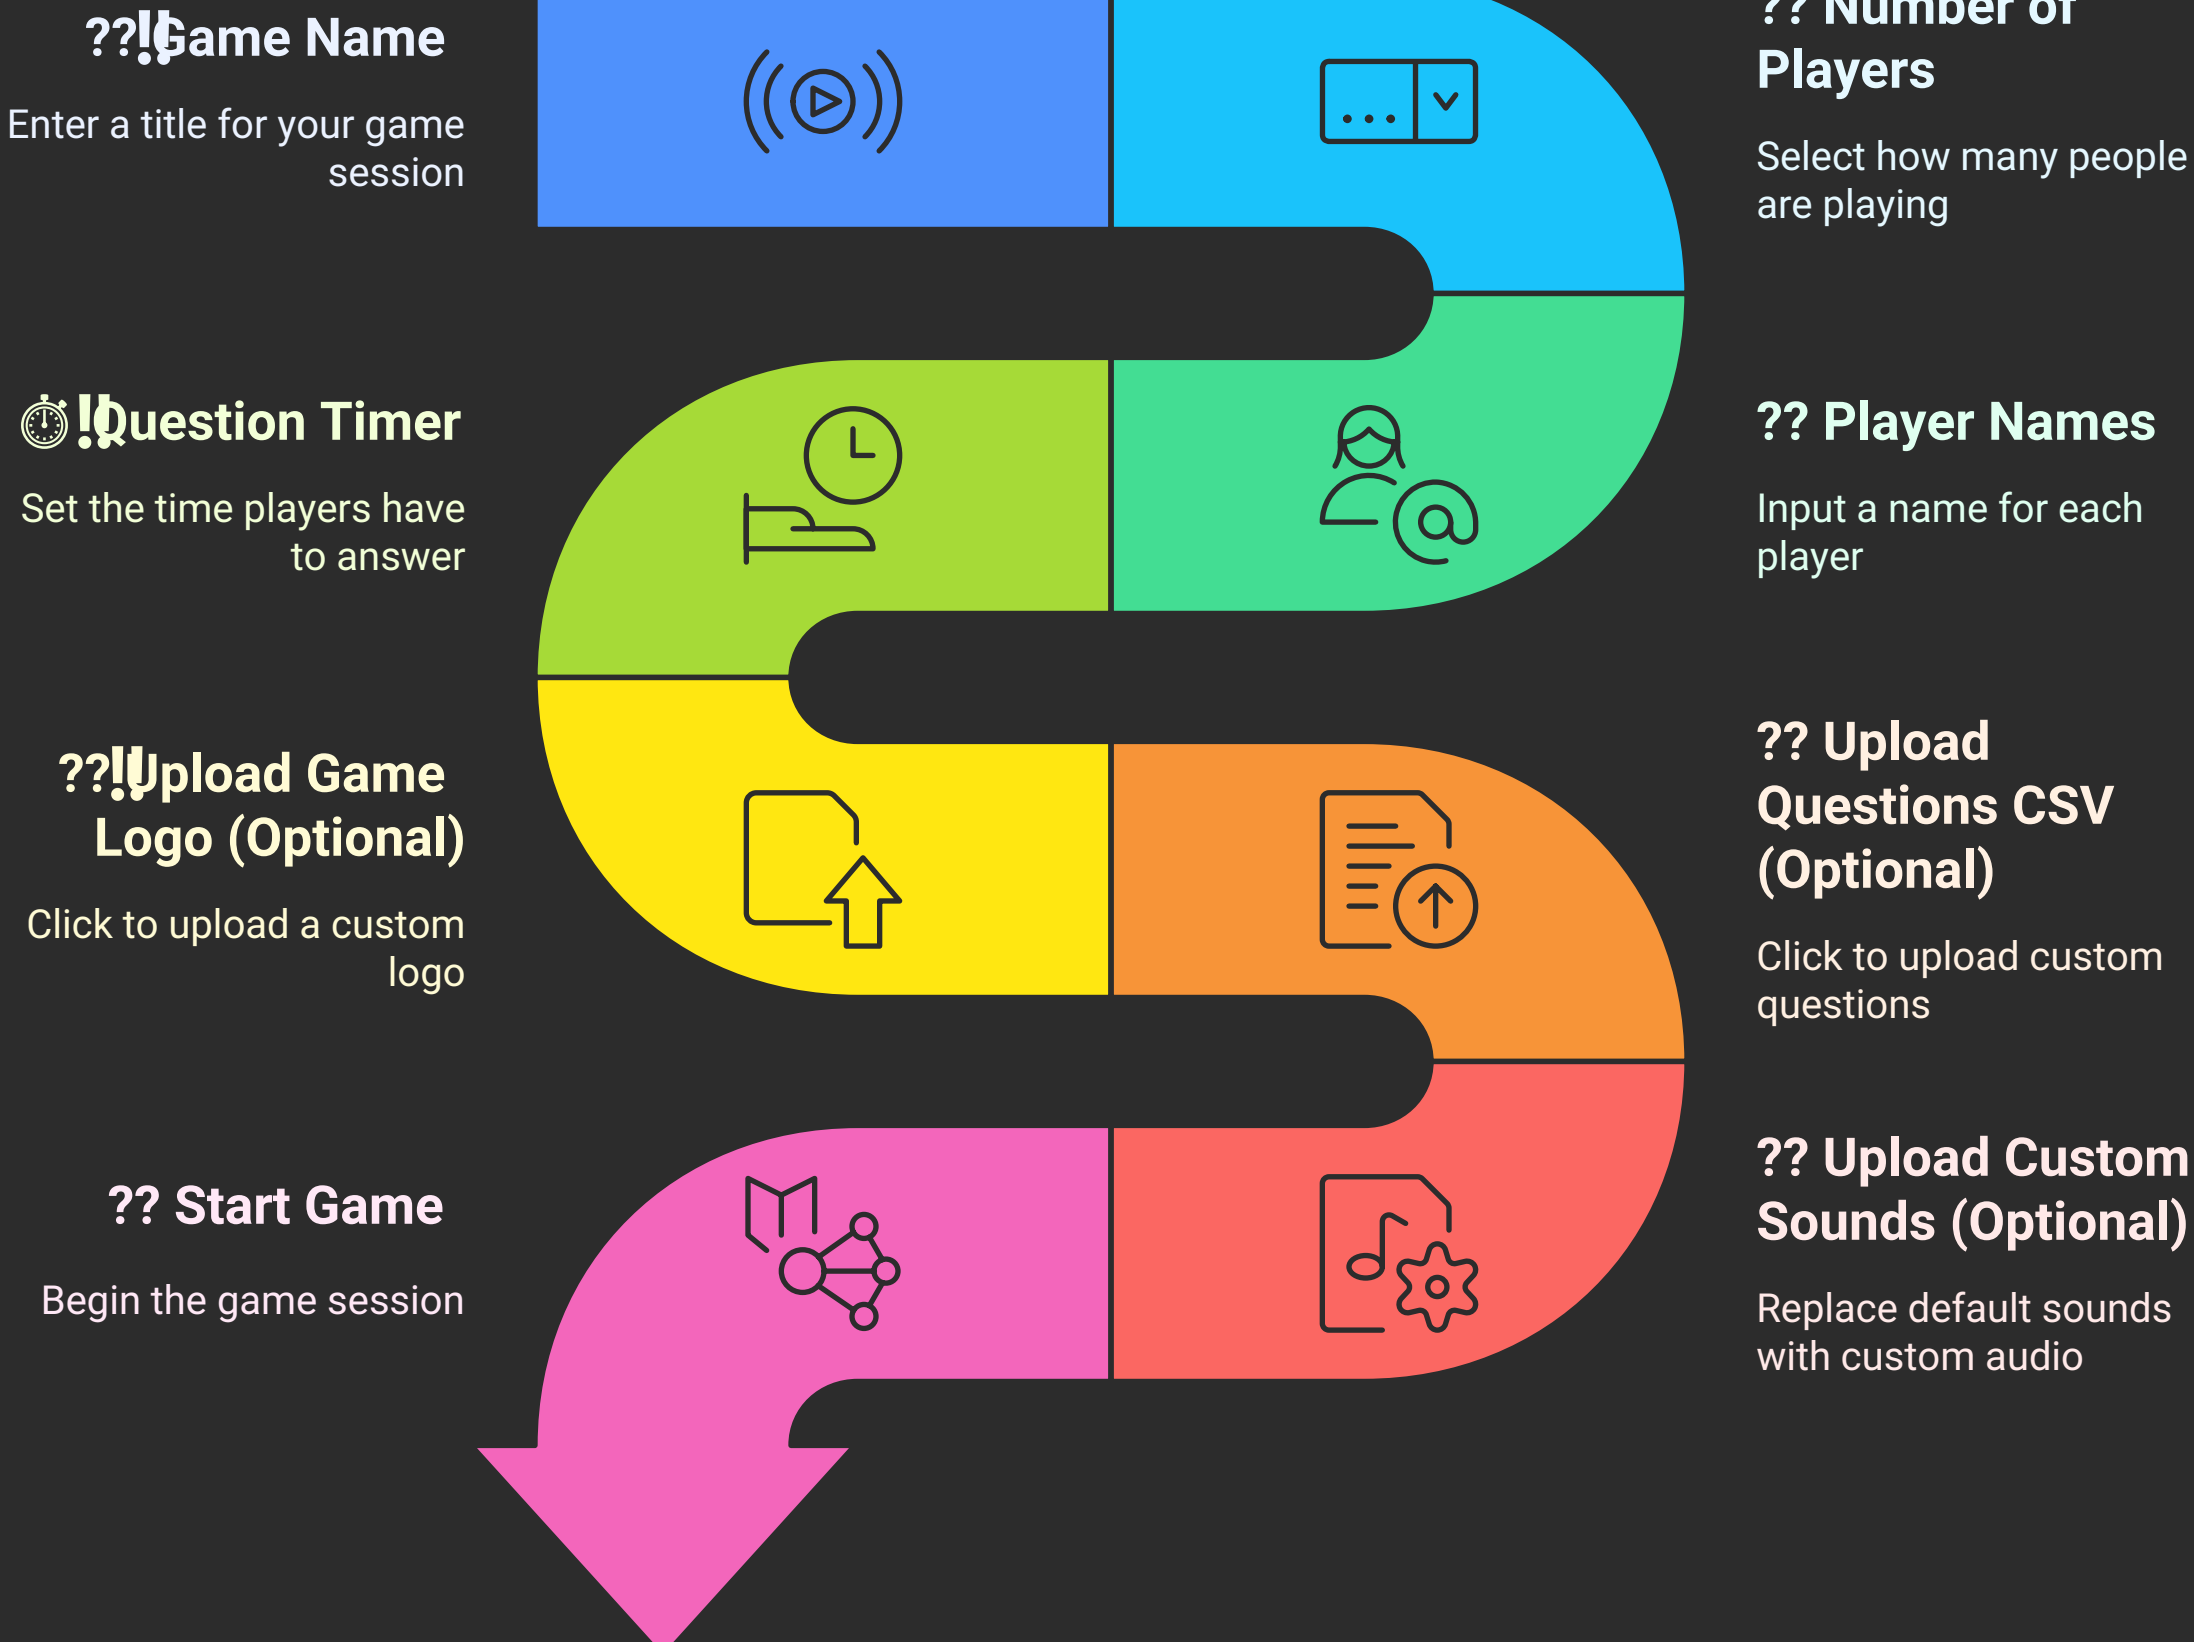 ??‼Game Name
Enter a title for your game
session
?? Number of
Players
Select how many people
are playing
?? Player Names
Input a name for each
player
⏱‼Question Timer
Set the time players have
to answer
??‼Upload Game
Logo (Optional)
Click to upload a custom
logo
?? Upload
Questions CSV
(Optional)
Click to upload custom
questions
?? Upload Custom
Sounds (Optional)
Replace default sounds
with custom audio
?? Start Game
Begin the game session